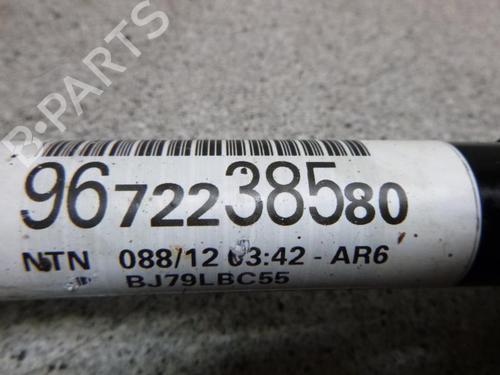 B-PARTS
9672238580
NTN 088/12 03:42 - AR6
BJ79LBC55